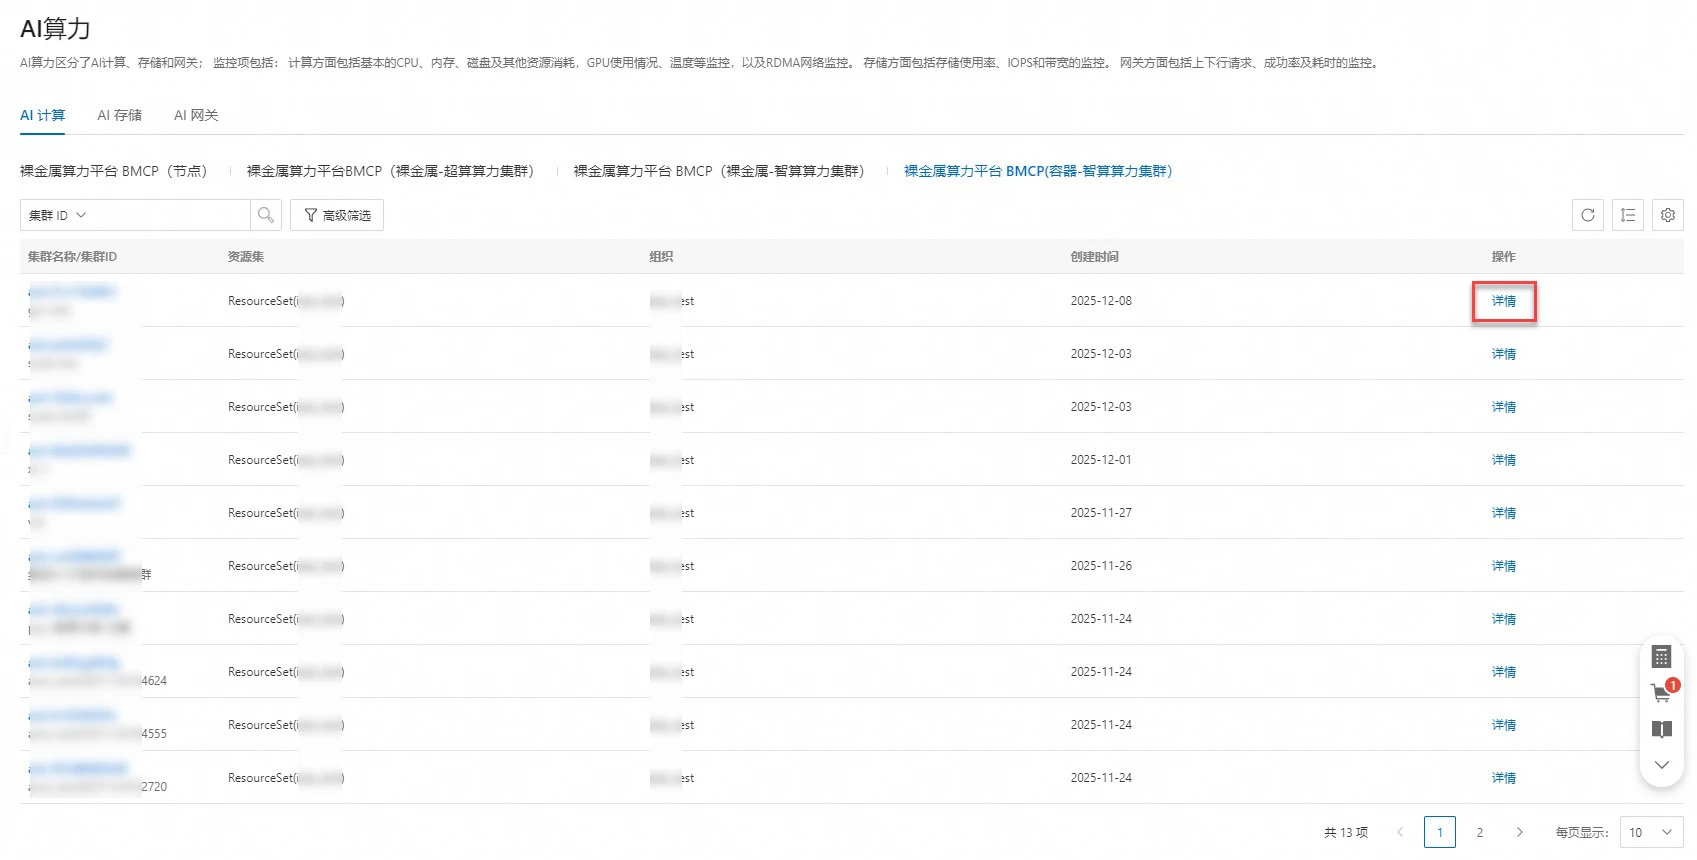 AI算力
AI算力区分了AI计算、存储和网关； 监控项包括： 计算方面包括基本的CPU、内存、磁盘及其他资源消耗，GPU使用情况、温度等监控，以及RDMA网络监控。 存储方面包括存储使用率、IOPS和带宽的监控。 网关方面包括上下行请求、成功率及耗时的监控。
AI 计算 AI 存储 AI 网关
裸金属算力平台 BMCP（节点） 裸金属算力平台BMCP（裸金属-超算算力集群） 裸金属算力平台 BMCP（裸金属-智算算力集群） 裸金属算力平台 BMCP(容器-智算算力集群)
集群 ID 高级筛选
集群名称/集群ID 资源集 组织 创建时间 操作
ResourceSet( ) est 2025-12-08 详情
ResourceSet( ) est 2025-12-03 详情
ResourceSet( ) est 2025-12-03 详情
ResourceSet( ) est 2025-12-01 详情
ResourceSet( ) est 2025-11-27 详情
ResourceSet( ) est 2025-11-26 详情
群
ResourceSet( ) est 2025-11-24 详情
ResourceSet( ) est 2025-11-24 详情
4624
ResourceSet( ) est 2025-11-24 详情
4555
ResourceSet( ) est 2025-11-24 详情
2720
1
共 13 项 1 2 每页显示： 10